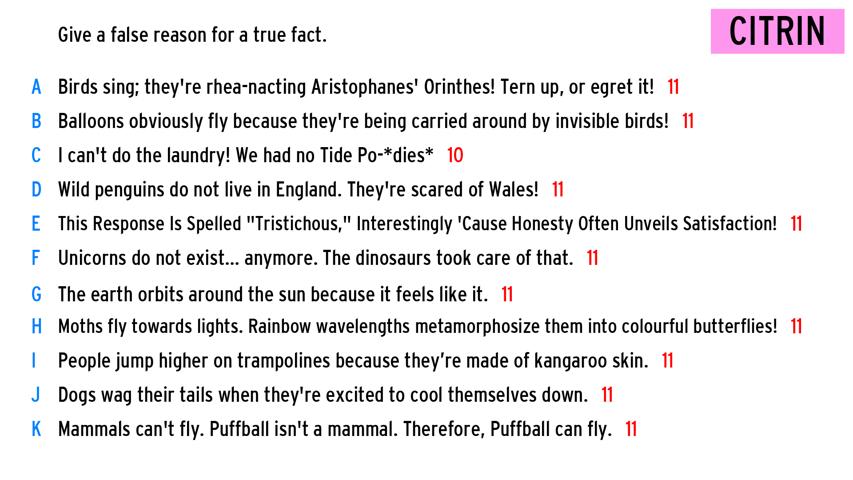 Give a false reason for a true fact.
CITRIN
A Birds sing; they're rhea-nacting Aristophanes' Orinthes! Tern up, or egret it! 11
B Balloons obviously fly because they're being carried around by invisible birds! 11
C I can't do the laundry! We had no Tide Po-*dies* 10
D Wild penguins do not live in England. They're scared of Wales! 11
E This Response Is Spelled "Tristichous," Interestingly 'Cause Honesty Often Unveils Satisfaction! 11
F Unicorns do not exist... anymore. The dinosaurs took care of that. 11
G The earth orbits around the sun because it feels like it. 11
H Moths fly towards lights. Rainbow wavelengths metamorphosize them into colourful butterflies! 11
I People jump higher on trampolines because they’re made of kangaroo skin. 11
J Dogs wag their tails when they're excited to cool themselves down. 11
K Mammals can't fly. Puffball isn't a mammal. Therefore, Puffball can fly. 11